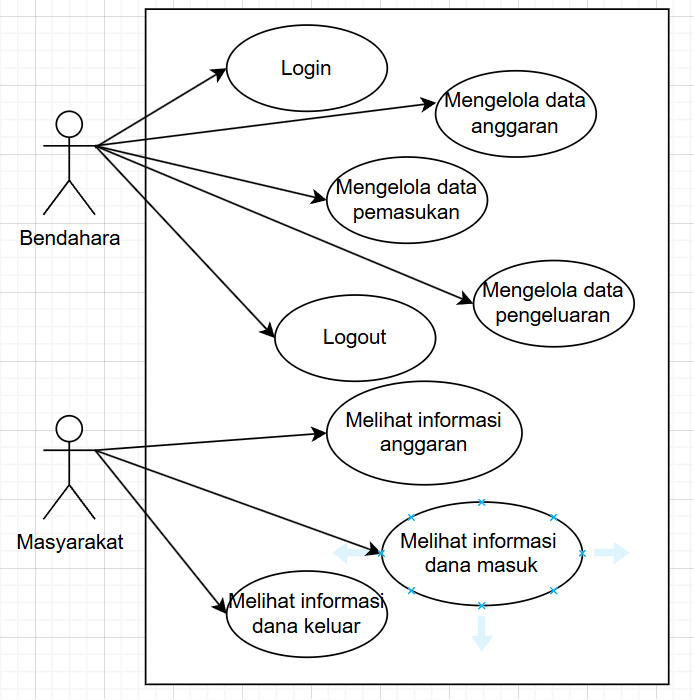 Login
Mengelola data
anggaran
Mengelola data
pemasukan
Bendahara
Mengelola data
pengeluaran
Logout
Melihat informasi
anggaran
Masyarakat
Melihat informasi
dana masuk
Melihat informasi
dana keluar